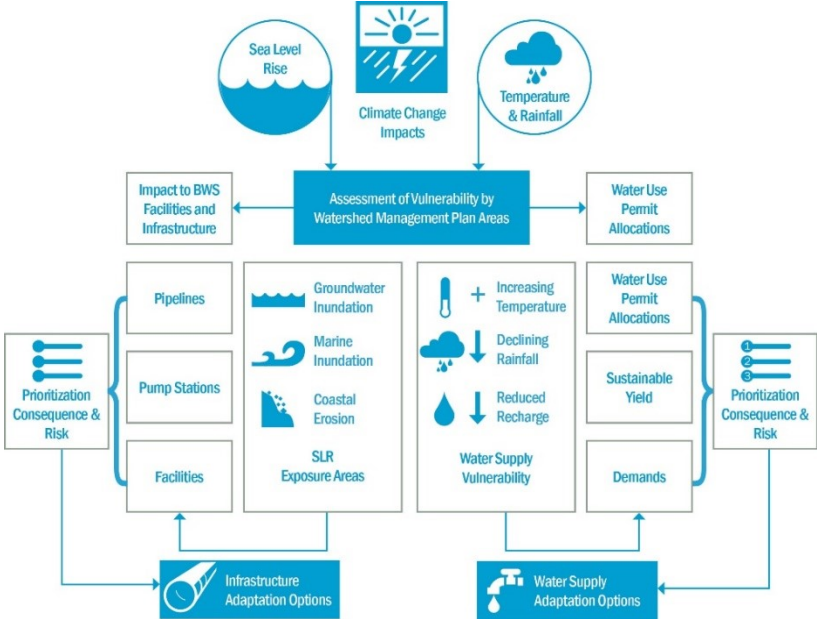 Sea Level
Rise
Climate Change
Impacts
Temperature
& Rainfall
Impact to BWS
Facilities and
Infrastructure
Assessment of Vulnerability by
Watershed Management Plan Areas
Water Use
Permit
Allocations
Pipelines
Pump Stations
Facilities
Prioritization
Consequence &
Risk
Groundwater
Inundation
Marine
Inundation
Coastal
Erosion
SLR
Exposure Areas
+
Increasing
Temperature
Declining
Rainfall
Reduced
Recharge
Water Supply
Vulnerability
Water Use
Permit
Allocations
Sustainable
Yield
Demands
1
2
3
Prioritization
Consequence &
Risk
Infrastructure
Adaptation Options
Water Supply
Adaptation Options